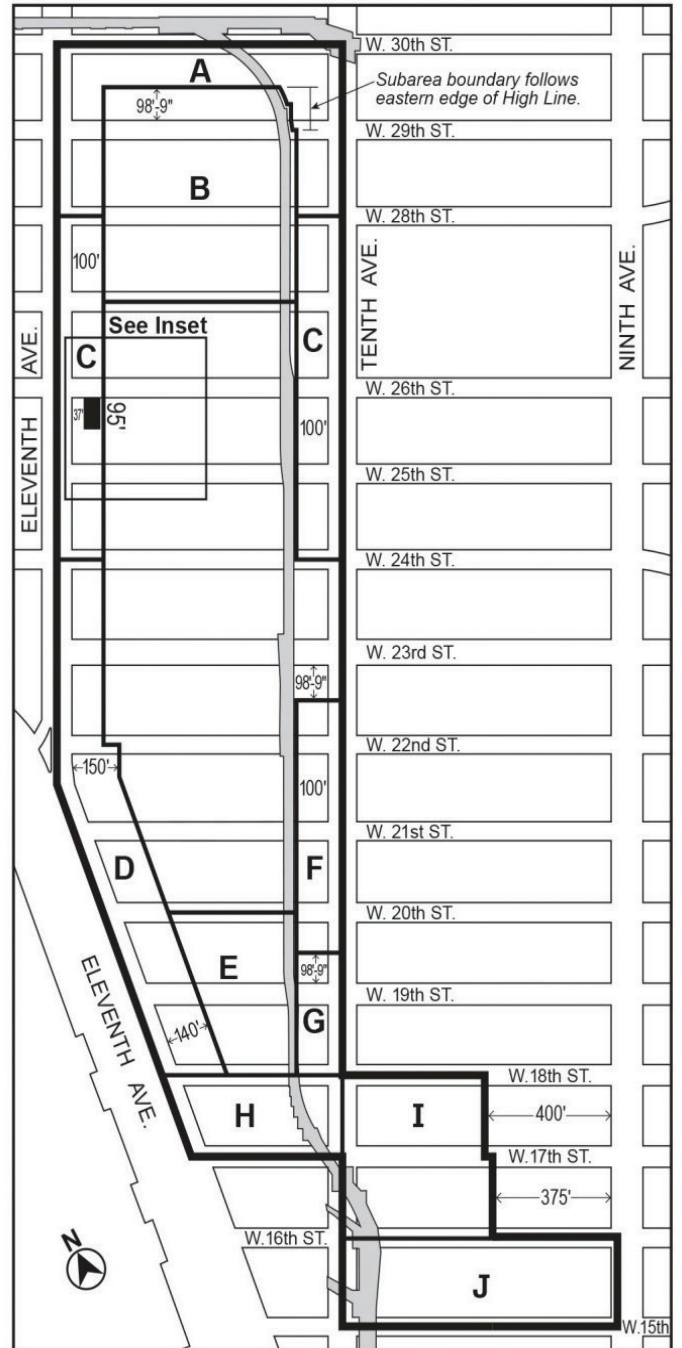 W. 30th ST.
A
Subarea boundary follows
eastern edge of High Line.
98'-9"
W. 29th ST.
B
W. 28th ST.
100'
TENTH AVE.
NINTH AVE.
See Inset
C
C
ELEVENTH AVE.
W. 26th ST.
37'
95'
100'
W. 25th ST.
W. 24th ST.
W. 23rd ST.
98'-9"
W. 22nd ST.
150'
100'
W. 21st ST.
D
F
W. 20th ST.
E
98'-9"
W. 19th ST.
G
140'
ELEVENTH AVE.
W.18th ST.
H
I
400'
W.17th ST.
375'
N
W.16th ST.
J
W.15th